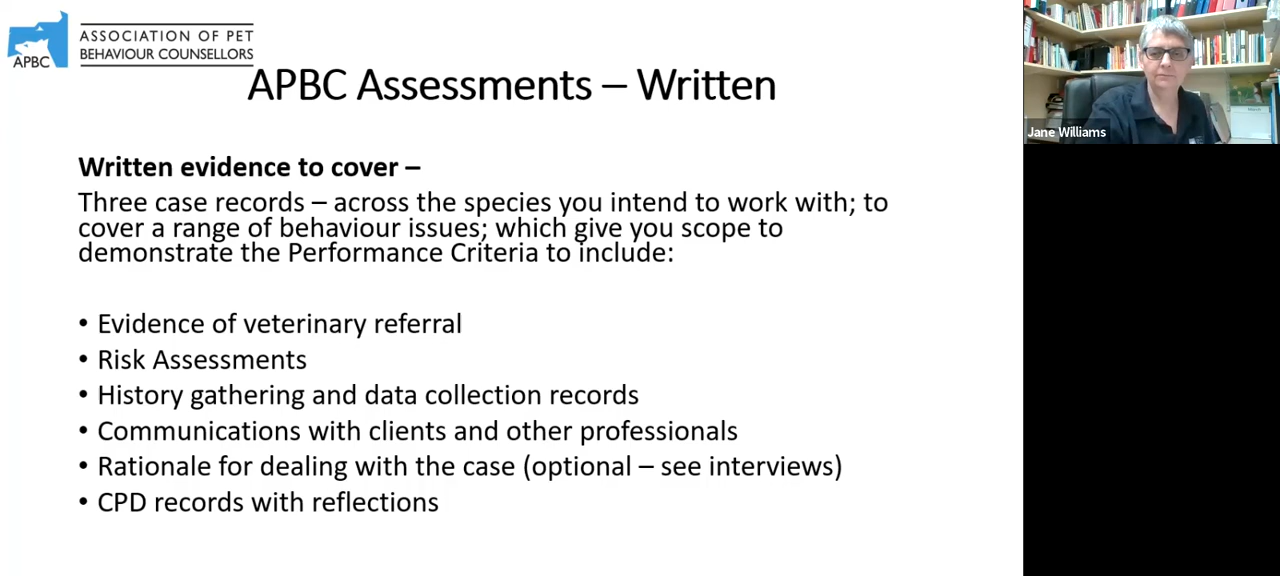 ASSOCIATION OF PET
BEHAVIOUR COUNSELLORS
APBC
APBC Assessments – Written
Written evidence to cover –
Three case records – across the species you intend to work with; to
cover a range of behaviour issues; which give you scope to
demonstrate the Performance Criteria to include:
• Evidence of veterinary referral
• Risk Assessments
• History gathering and data collection records
• Communications with clients and other professionals
• Rationale for dealing with the case (optional – see interviews)
• CPD records with reflections
Jane Williams